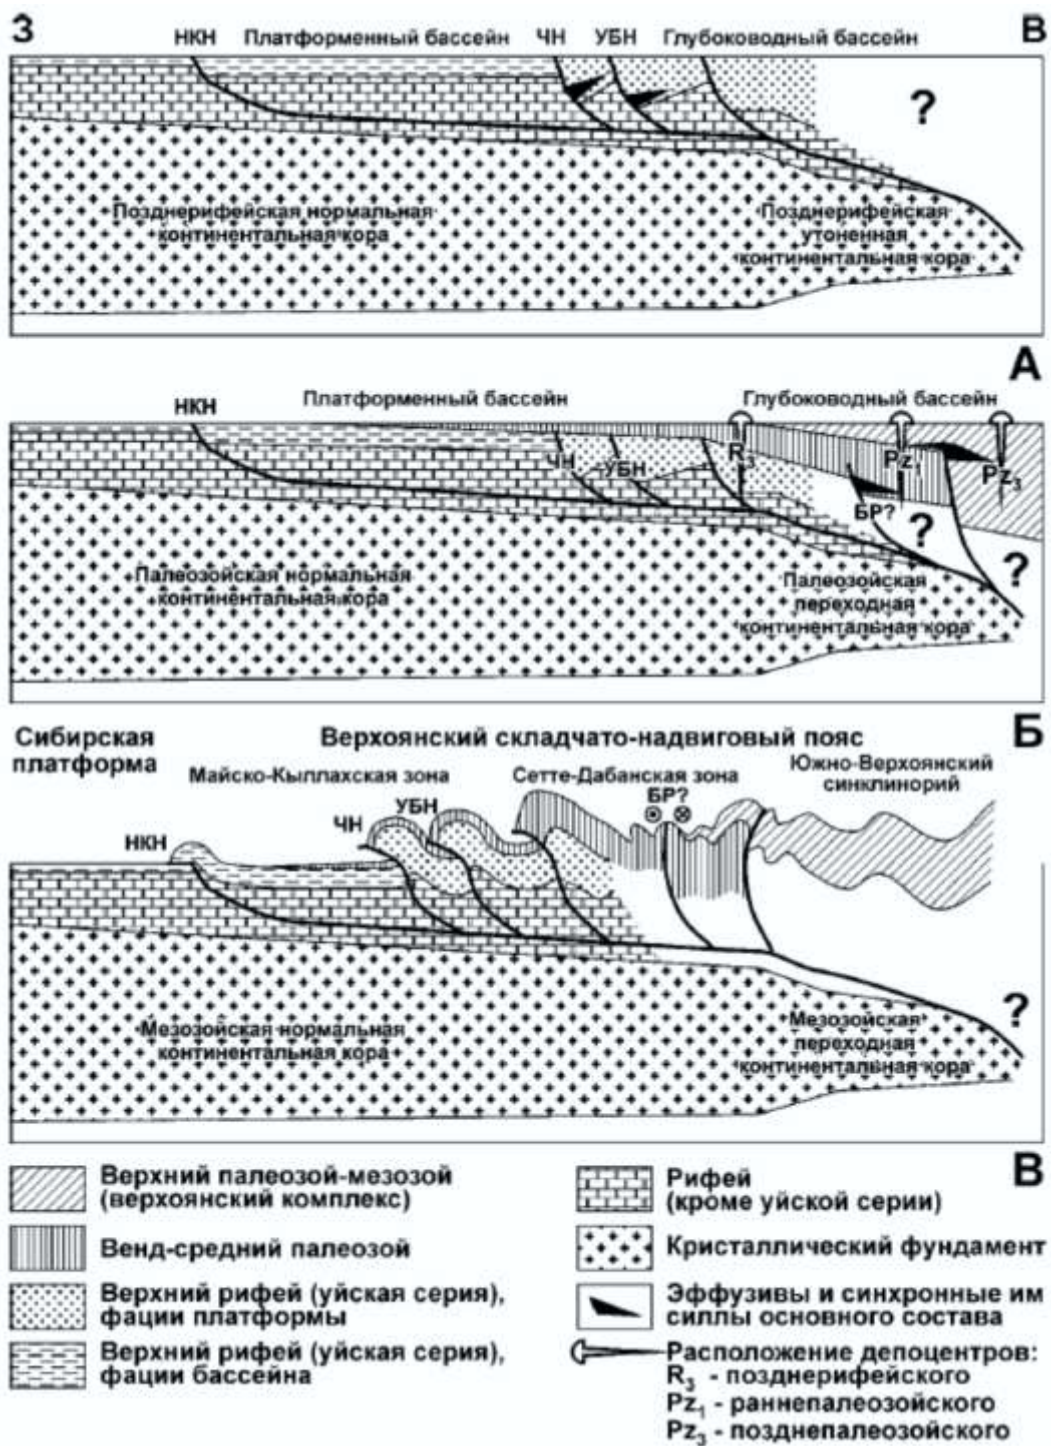 З
НКН Платформенный бассейн ЧН УБН Глубоководный бассейн
В
?
Позднерифейская нормальная
континентальная кора
Позднерифейская
утоненная
континентальная кора
А
НКН
Платформенный бассейн
Глубоководный бассейн
ЧН
УБН
R3
Pz1
Pz3
БР?
?
?
Палеозойская нормальная
континентальная кора
Палеозойская
переходная
континентальная кора
Б
Сибирская
платформа
Верхоянский складчато-надвиговый пояс
Майско-Кыллахская зона
Сетте-Дабанская зона
Южно-Верхоянский
синклинорий
НКН
ЧН
УБН
БР?
?
Мезозойская нормальная
континентальная кора
Мезозойская
переходная
континентальная кора
В
Верхний палеозой-мезозой
(верхоянский комплекс)
Венд-средний палеозой
Верхний рифей (уйская серия),
фации платформы
Верхний рифей (уйская серия),
фации бассейна
Рифей
(кроме уйской серии)
Кристаллический фундамент
Эффузивы и синхронные им
силлы основного состава
Расположение депоцентров:
R3 - позднерифейского
Pz1 - раннепалеозойского
Pz3 - позднепалеозойского